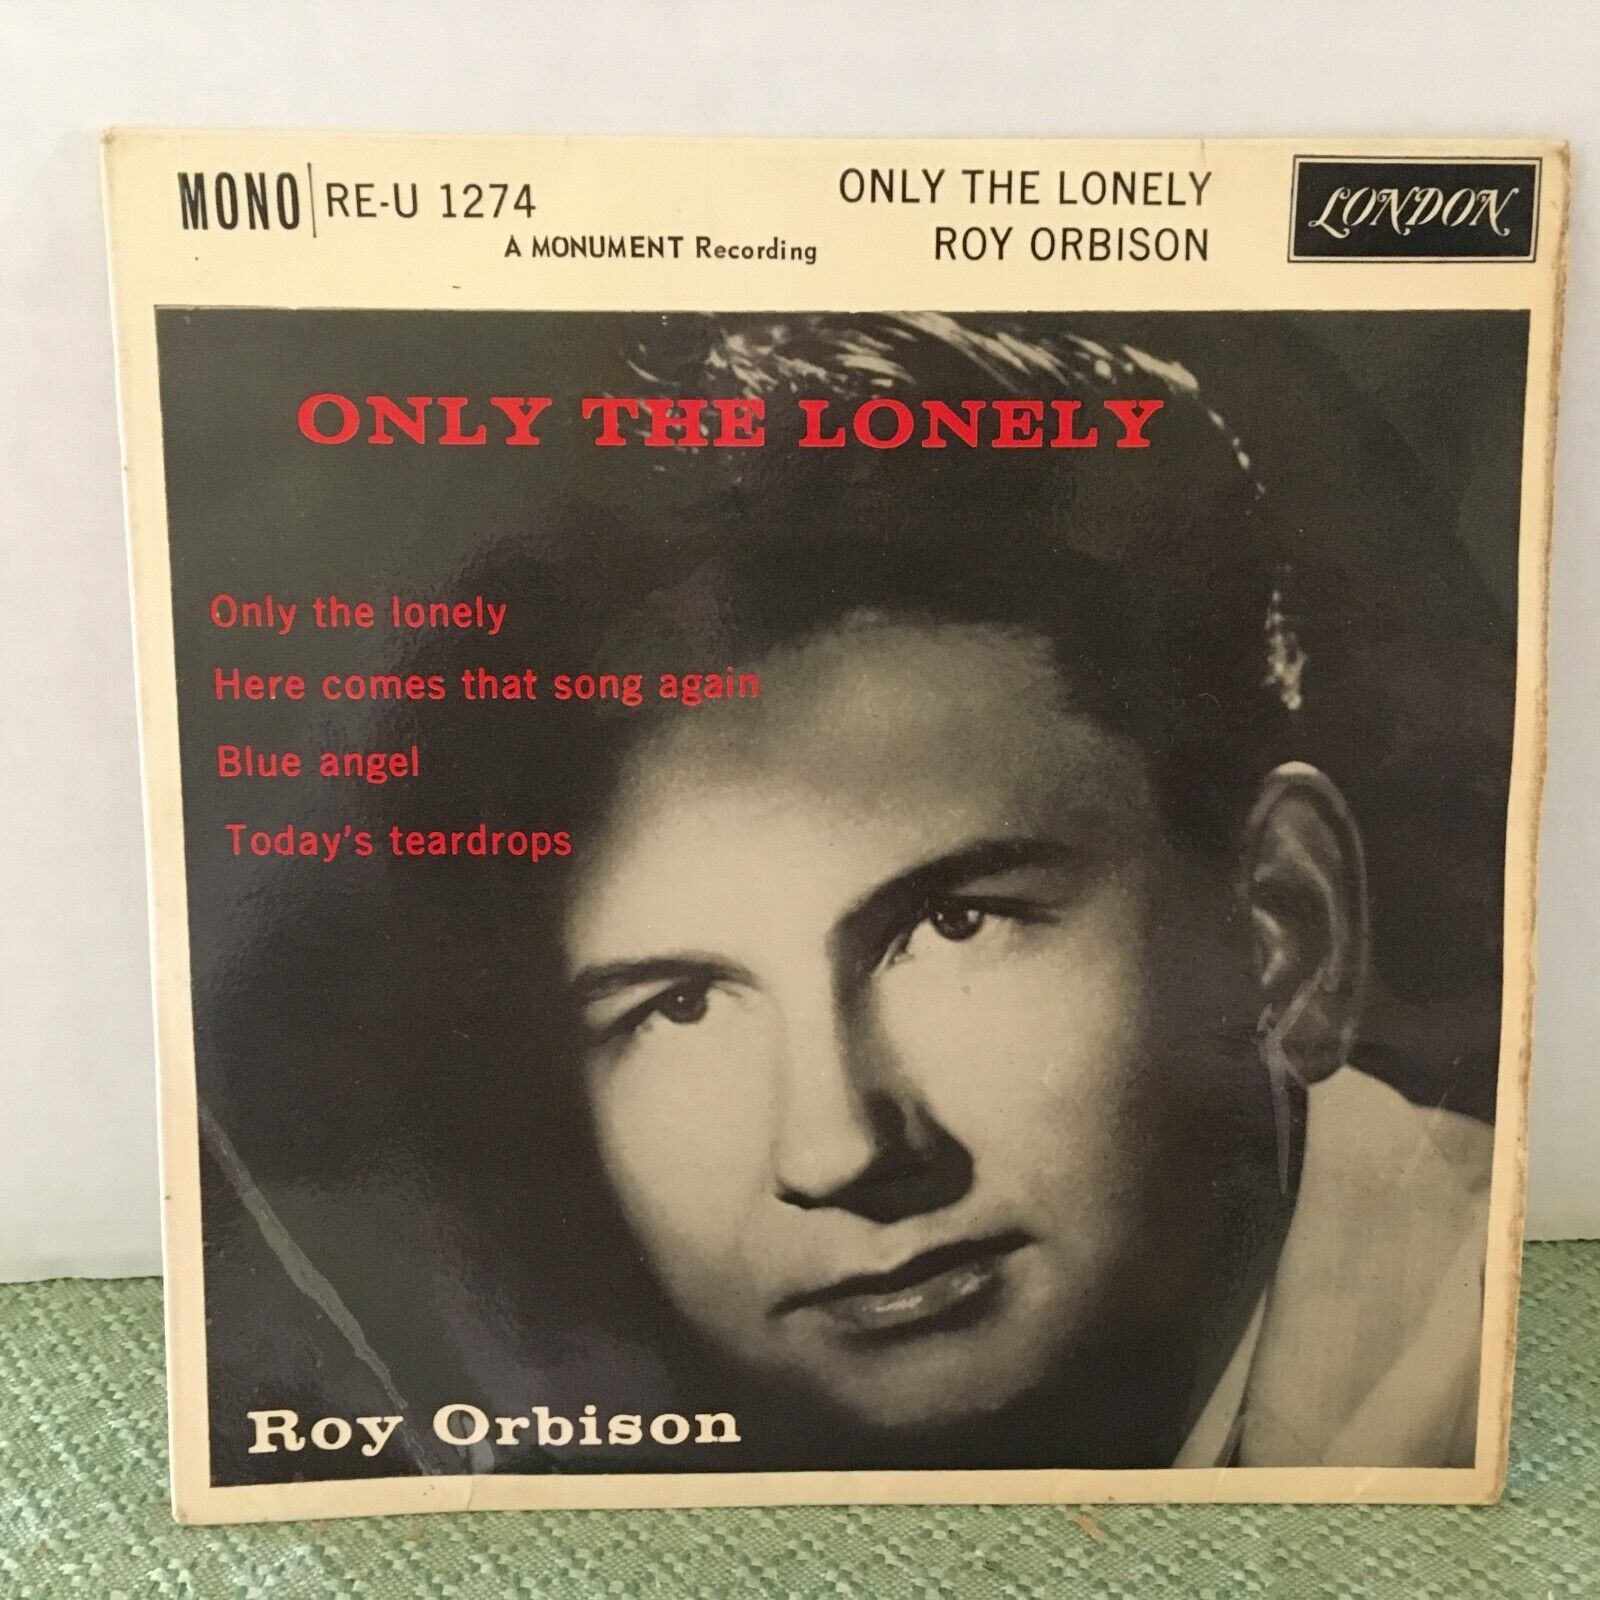 MONO RE-U 1274
A MONUMENT Recording
ONLY THE LONELY
ROY ORBISON
LONDON
ONLY THE LONELY
Only the lonely
Here comes that song again
Blue angel
Today's teardrops
Roy Orbison